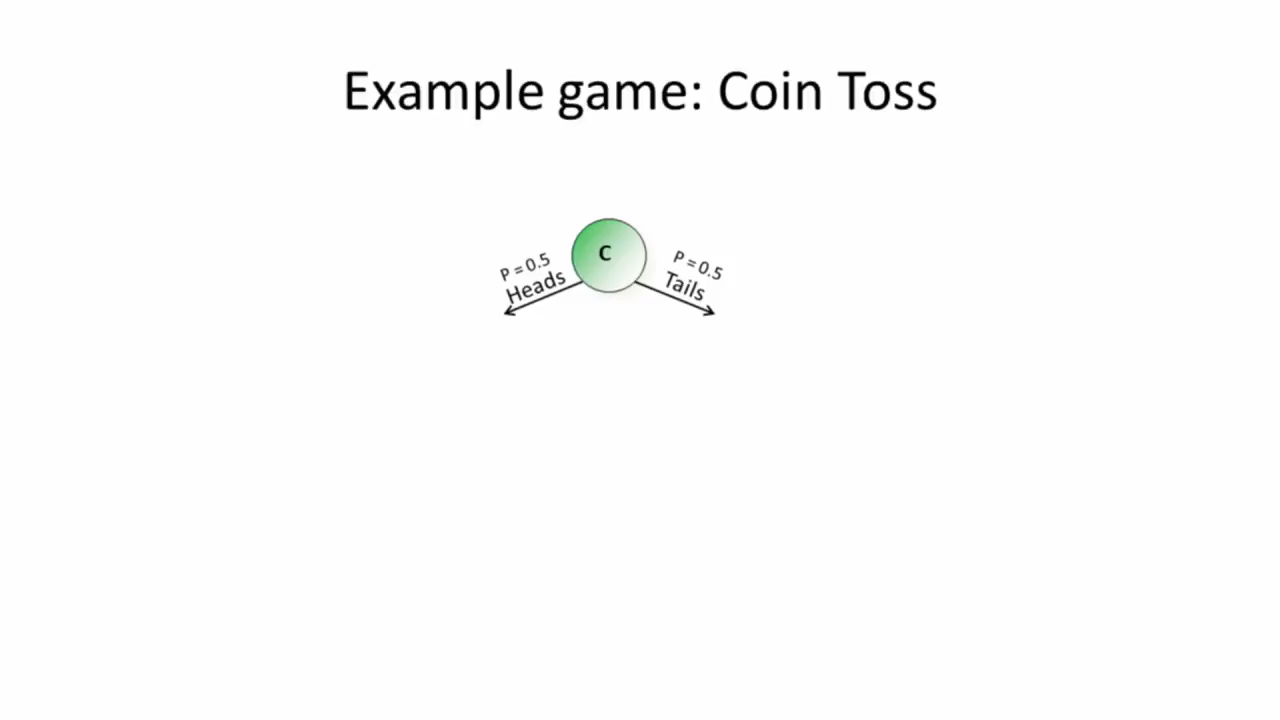 Example game: Coin Toss
C
P = 0.5
Heads
P = 0.5
Tails